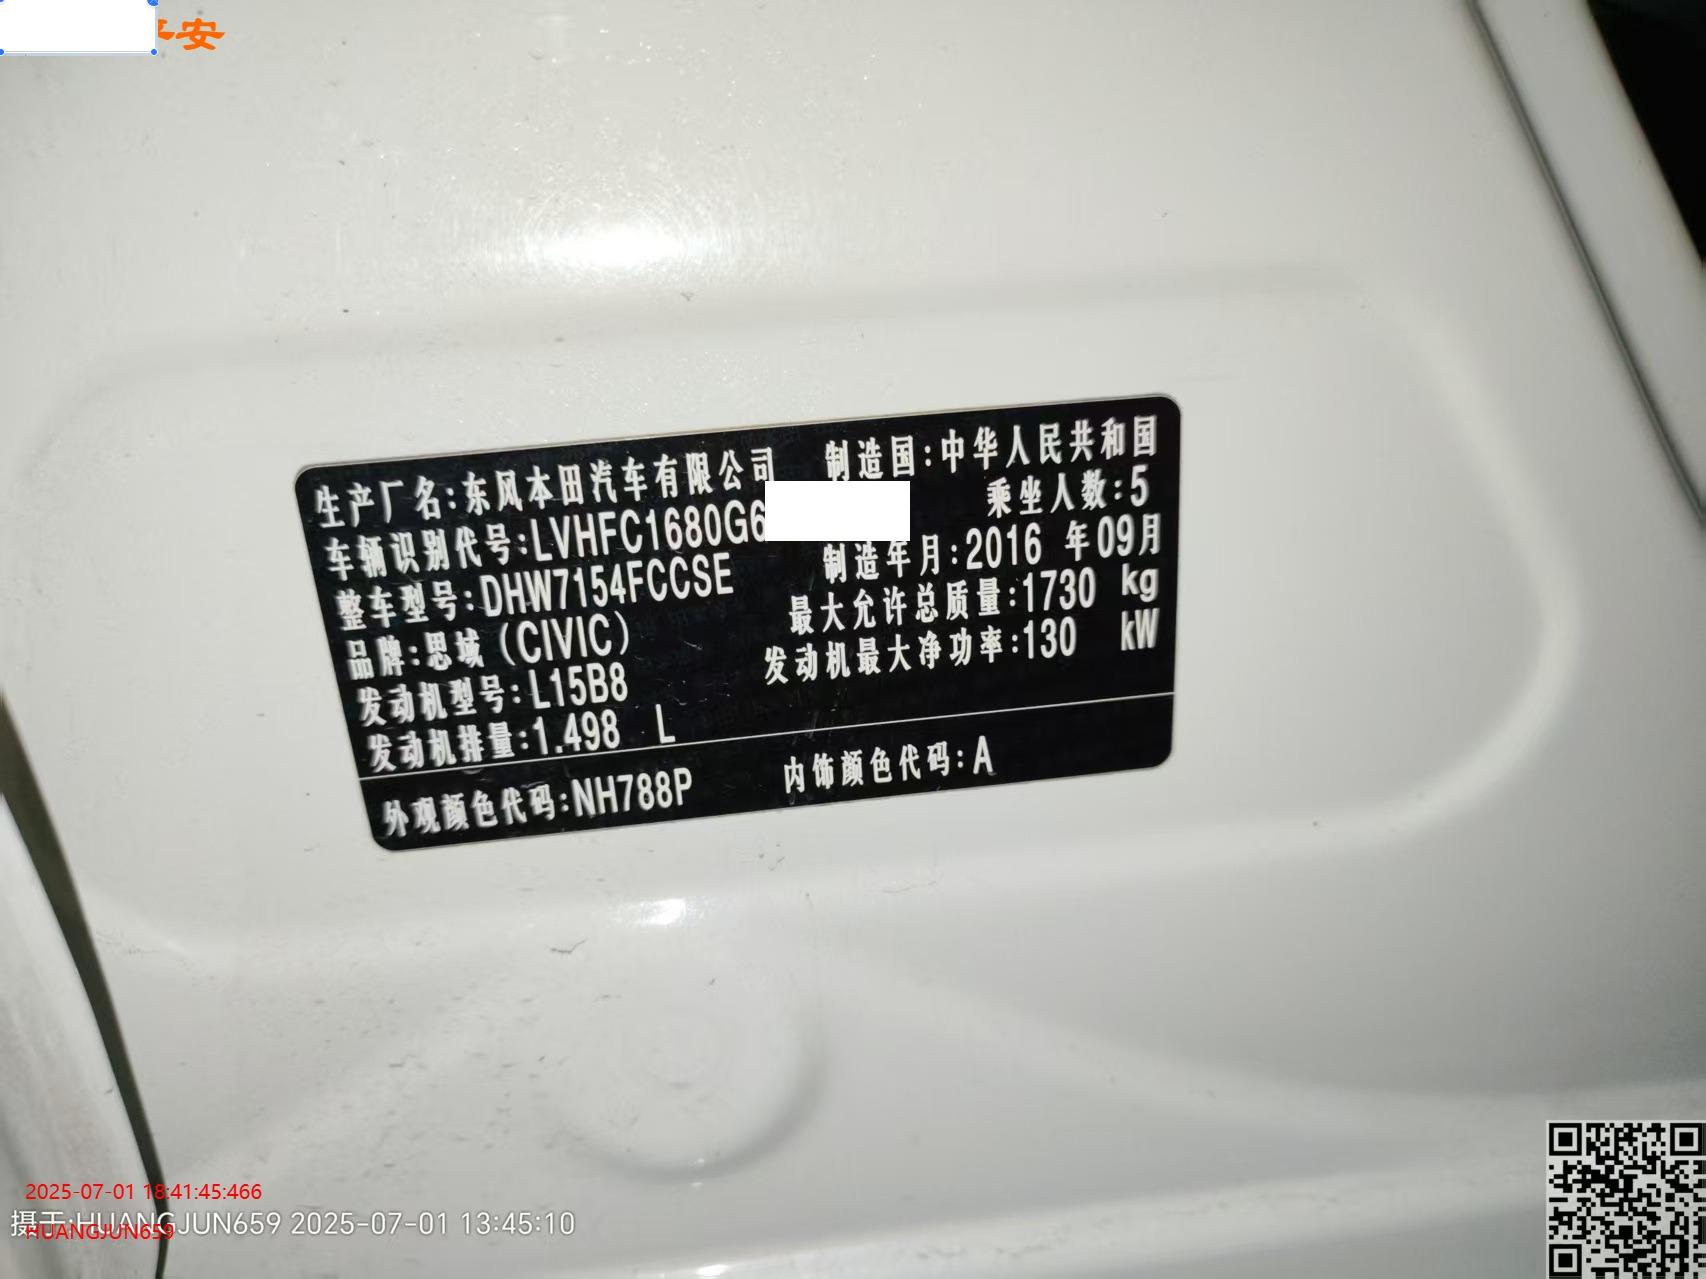 平安
生产厂名:东风本田汽车有限公司 制造国:中华人民共和国
车辆识别代号:LVHFC1680G6 乘坐人数:5
整车型号:DHW7154FCCSE 制造年月:2016 年09月
品牌:思域(CIVIC) 最大允许总质量:1730 kg
发动机型号:L15B8 发动机最大净功率:130 kW
发动机排量:1.498 L
外观颜色代码:NH788P 内饰颜色代码:A
2025-07-01 18:41:45:466
摄于:HUANGJUN659 2025-07-01 13:45:10
HUANGJUN659